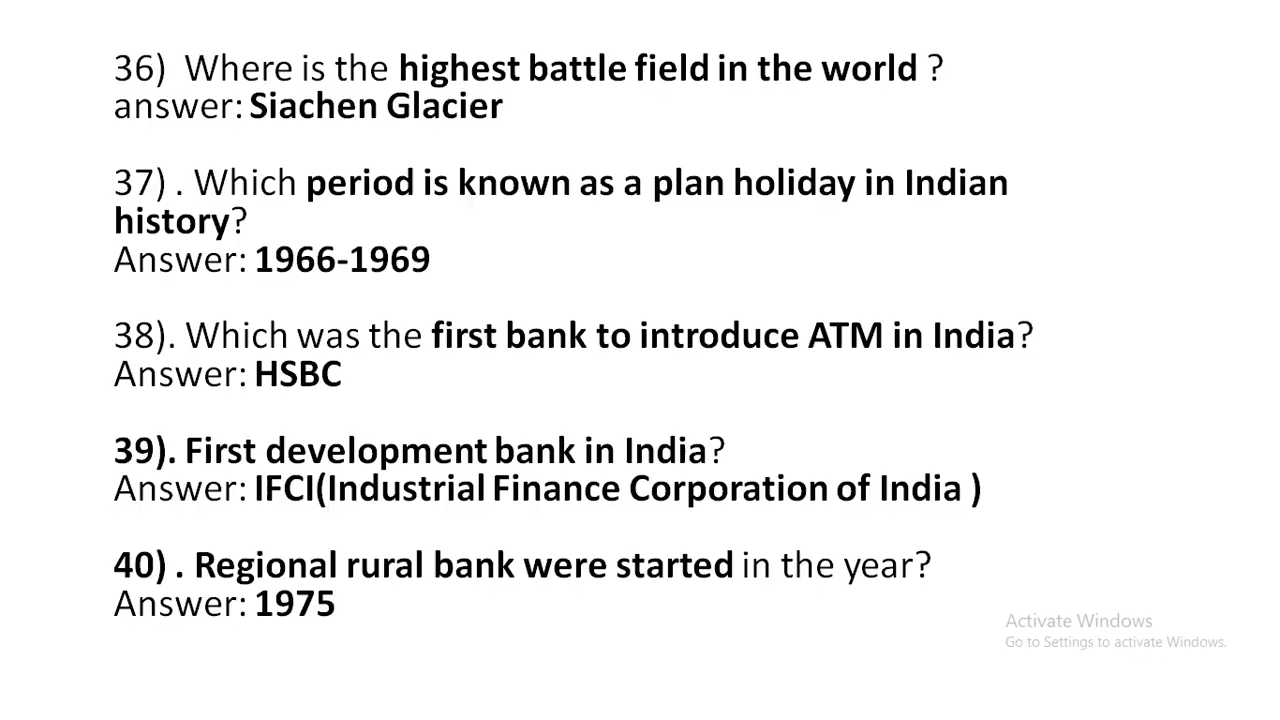 36)  Where is the highest battle field in the world ?
answer: Siachen Glacier
37) . Which period is known as a plan holiday in Indian
history?
Answer: 1966-1969
38). Which was the first bank to introduce ATM in India?
Answer: HSBC
39). First development bank in India?
Answer: IFCI(Industrial Finance Corporation of India )
40) . Regional rural bank were started in the year?
Answer: 1975
Activate Windows
Go to Settings to activate Windows.